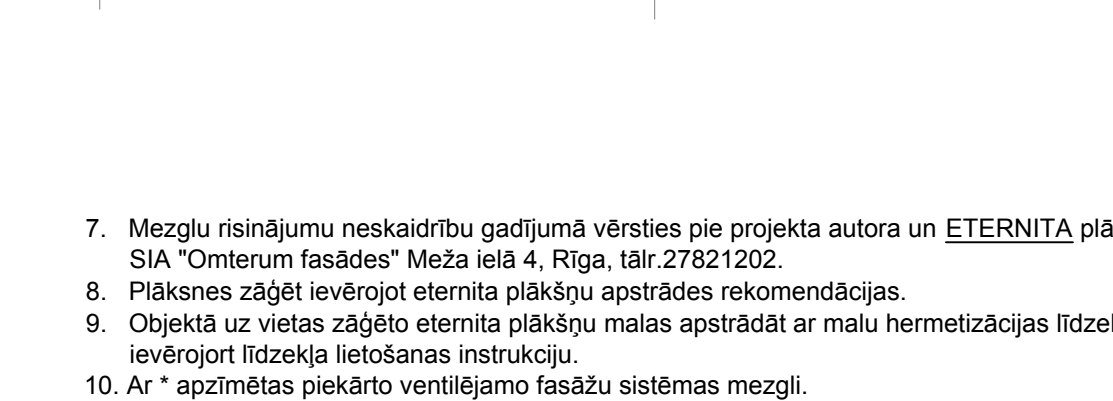 7. Mezglu risinājumu neskaidrību gadījumā vērsties pie projekta autora un ETERNITA
SIA "Omterum fasādes" Meža ielā 4, Rīga, tālr.27821202.
8. Plāksnes zāģēt ievērojot eternita plākšņu apstrādes rekomendācijas.
9. Objektā uz vietas zāģēto eternita plākšņu malas apstrādāt ar malu hermetizācijas
ievērojort līdzekļa lietošanas instrukciju.
10. Ar * apzīmētas piekārto ventilējamo fasāžu sistēmas mezgli.